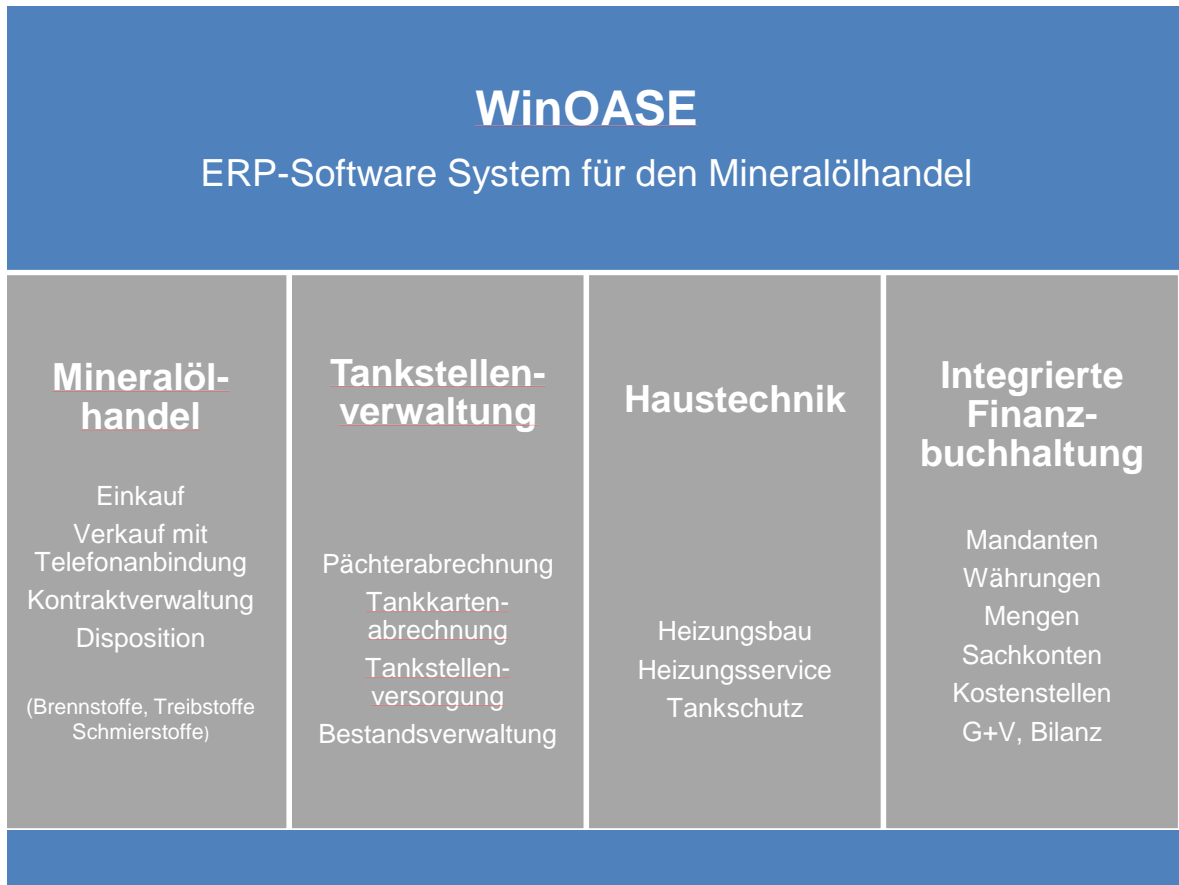 WinOASE
ERP-Software System für den Mineralölhandel
Mineralöl-
handel
Einkauf
Verkauf mit
Telefonanbindung
Kontraktverwaltung
Disposition
(Brennstoffe, Treibstoffe
Schmierstoffe)
Tankstellen-
verwaltung
Pächterabrechnung
Tankkarten-
abrechnung
Tankstellen-
versorgung
Bestandsverwaltung
Haustechnik
Heizungsbau
Heizungsservice
Tankschutz
Integrierte
Finanz-
buchhaltung
Mandanten
Währungen
Mengen
Sachkonten
Kostenstellen
G+V, Bilanz